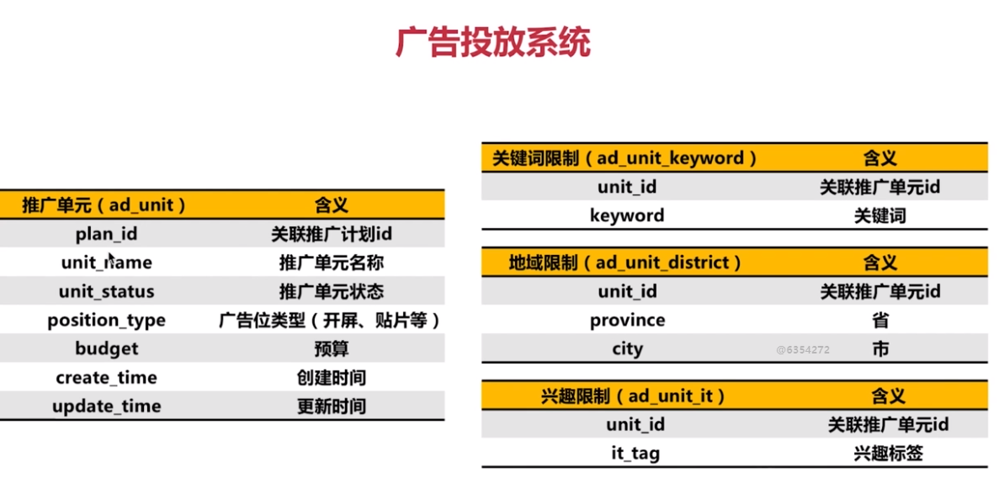 广告投放系统
推广单元（ad_unit） 含义
plan_id 关联推广计划id
unit_name 推广单元名称
unit_status 推广单元状态
position_type 广告位类型（开屏、贴片等）
budget 预算
create_time 创建时间
update_time 更新时间
关键词限制（ad_unit_keyword） 含义
unit_id 关联推广单元id
keyword 关键词
地域限制（ad_unit_district） 含义
unit_id 关联推广单元id
province 省
city 市
@6354272
兴趣限制（ad_unit_it） 含义
unit_id 关联推广单元id
it_tag 兴趣标签